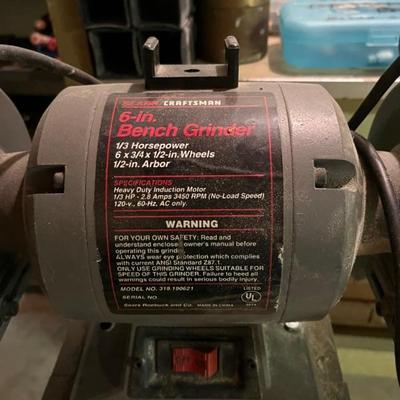 SEARS CRAFTSMAN
6-in.
Bench Grinder
1/3 Horsepower
6 x 3/4 x 1/2-in. Wheels
1/2-in. Arbor
SPECIFICATIONS
Heavy Duty Induction Motor
1/3 HP - 2.6 Amps 3450 RPM (No-Load Speed)
120-v., 60-Hz, AC only.
WARNING
FOR YOUR OWN SAFETY: Read and
understand enclosed owner's manual before
operating this grinder.
ALWAYS wear eye protection which complies
with current ANSI Standard Z87.1.
ONLY USE GRINDING WHEELS SUITABLE FOR
SPEED OF THIS GRINDER. Failure to heed all
warnings could result in serious bodily injury.
MODEL NO. 319.190621
LISTED
SERIAL NO.
UL
Sears Roebuck and Co. MADE IN CHINA